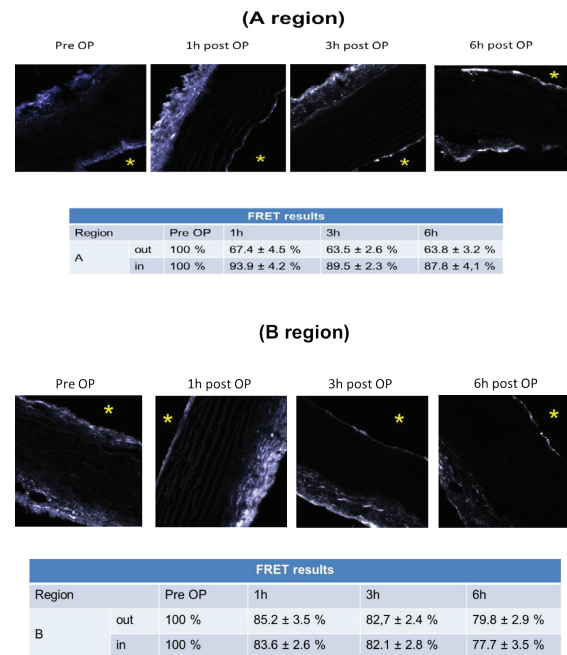 (A region)
Pre OP 1h post OP 3h post OP 6h post OP
* * * *
FRET results
Region Pre OP 1h 3h 6h
A out 100 % 67.4 ± 4.5 % 63.5 ± 2.6 % 63.8 ± 3.2 %
in 100 % 93.9 ± 4.2 % 89.5 ± 2.3 % 87.8 ± 4,1 %
(B region)
Pre OP 1h post OP 3h post OP 6h post OP
* * * *
FRET results
Region Pre OP 1h 3h 6h
B out 100 % 85.2 ± 3.5 % 82,7 ± 2.4 % 79.8 ± 2.9 %
in 100 % 83.6 ± 2.6 % 82.1 ± 2.8 % 77.7 ± 3.5 %